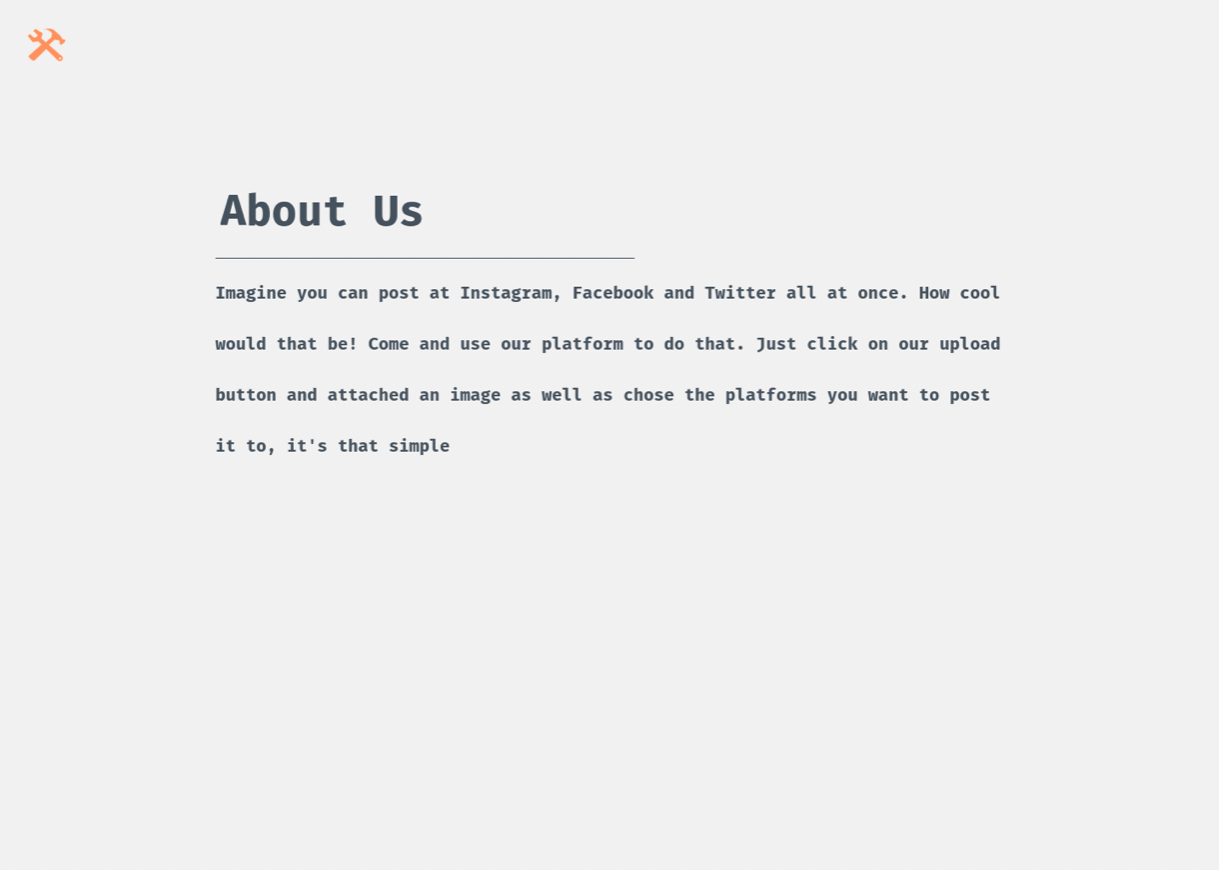 About Us
Imagine you can post at Instagram, Facebook and Twitter all at once. How cool
would that be! Come and use our platform to do that. Just click on our upload
button and attached an image as well as chose the platforms you want to post
it to, it's that simple